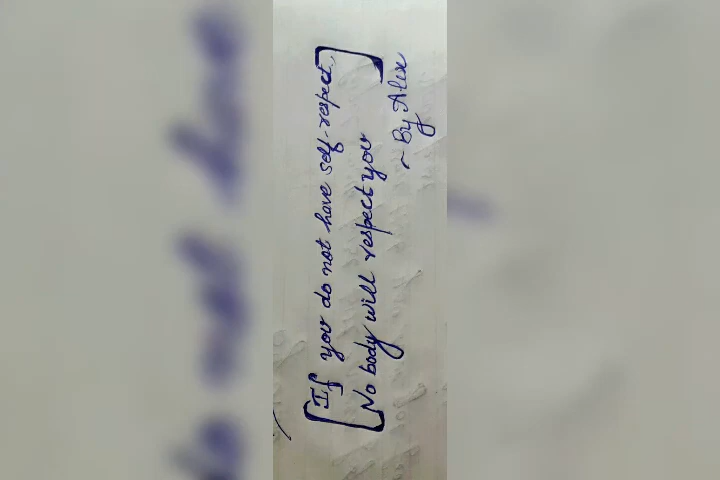 [If you do not have self-respect,
No body will respect you]
~ By Alex